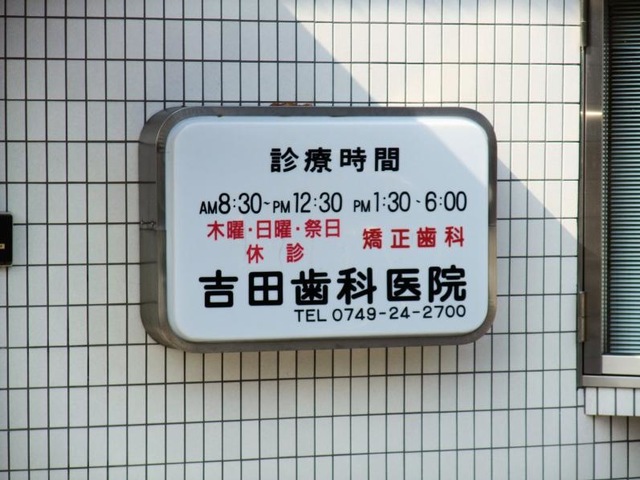 診療時間
AM8:30~PM12:30 PM1:30~6:00
木曜・日曜・祭日 矯正歯科
休診
吉田歯科医院
TEL 0749-24-2700